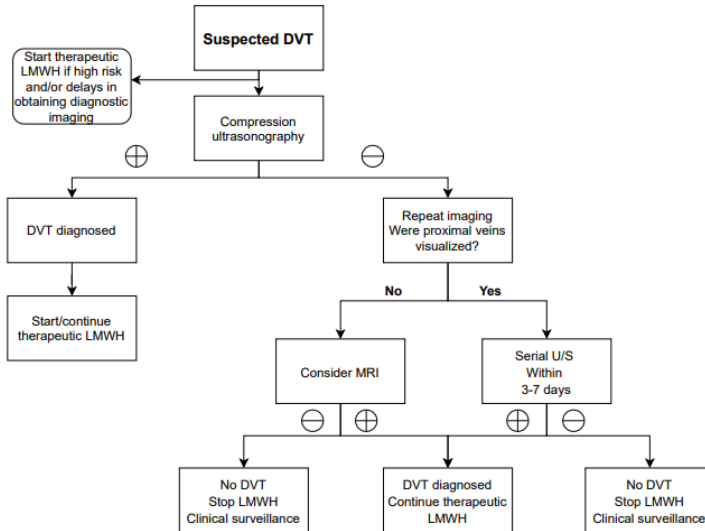 Suspected DVT
Start therapeutic
LMWH if high risk
and/or delays in
obtaining diagnostic
imaging
Compression
ultrasonography
DVT diagnosed
Repeat imaging
Were proximal veins
visualized?
No
Yes
Start/continue
therapeutic LMWH
Consider MRI
Serial U/S
Within
3-7 days
No DVT
Stop LMWH
Clinical surveillance
DVT diagnosed
Continue therapeutic
LMWH
No DVT
Stop LMWH
Clinical surveillance